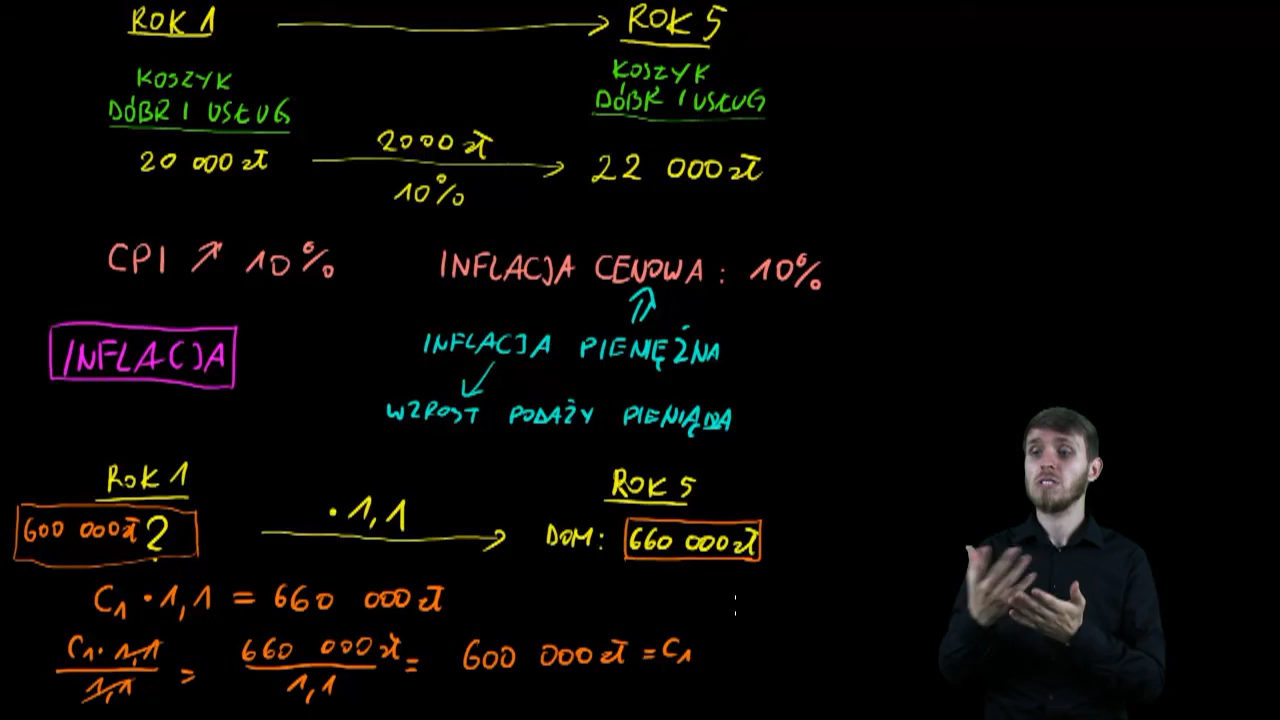 ROK 1 ROK 5
KOSZYK KOSZYK
DÓBR I USŁUG DÓBR I USŁUG
20 000 zł 2000 zł 22 000 zł
10%
CPI ↗ 10% INFLACJA CENOWA : 10%
INFLACJA INFLACJA PIENIĘŻNA
WZROST PODAŻY PIENIĄDZA
ROK 1 ROK 5
600 000 zł ? · 1,1 DOM: 660 000 zł
C₁ · 1,1 = 660 000 zł
C₁ · 1,1 / 1,1 = 660 000 zł / 1,1 = 600 000 zł = C₁